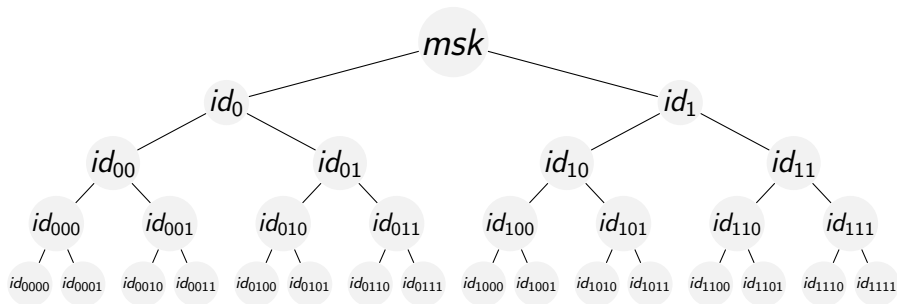 msk
id₀ id₁
id₀₀ id₀₁ id₁₀ id₁₁
id₀₀₀ id₀₀₁ id₀₁₀ id₀₁₁ id₁₀₀ id₁₀₁ id₁₁₀ id₁₁₁
id₀₀₀₀ id₀₀₀₁ id₀₀₁₀ id₀₀₁₁ id₀₁₀₀ id₀₁₀₁ id₀₁₁₀ id₀₁₁₁ id₁₀₀₀ id₁₀₀₁ id₁₀₁₀ id₁₀₁₁ id₁₁₀₀ id₁₁₀₁ id₁₁₁₀ id₁₁₁₁